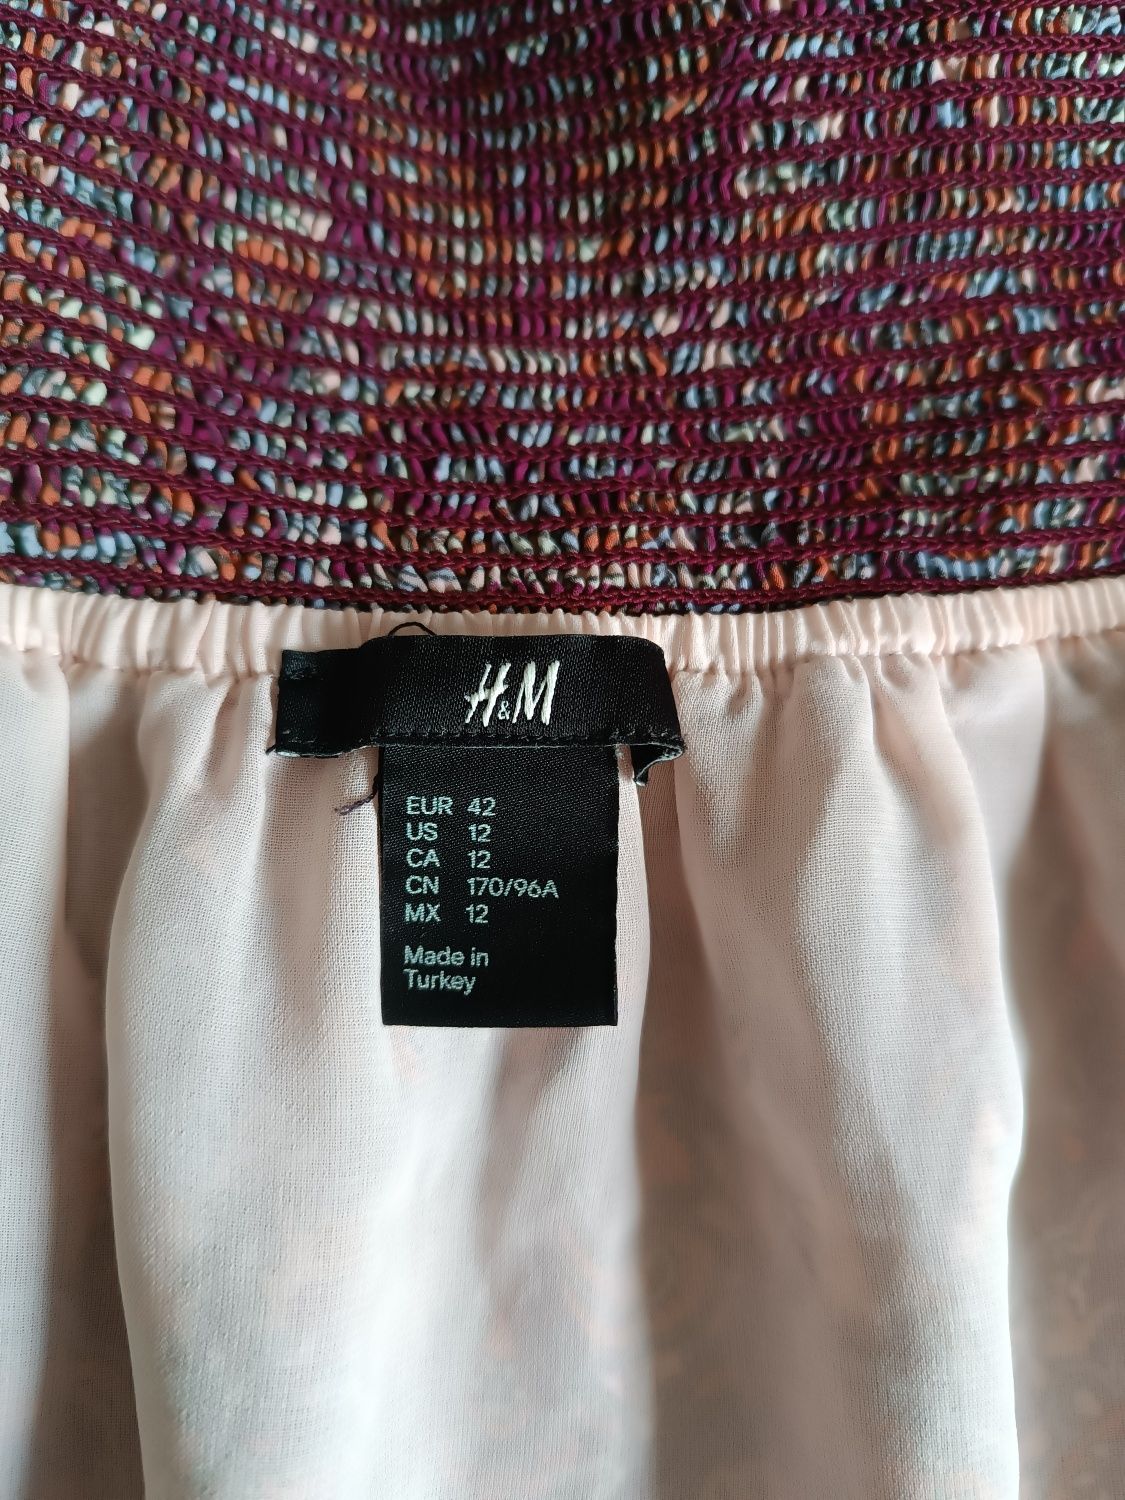 H&M
EUR 42
US 12
CA 12
CN 170/96A
MX 12
Made in
Turkey